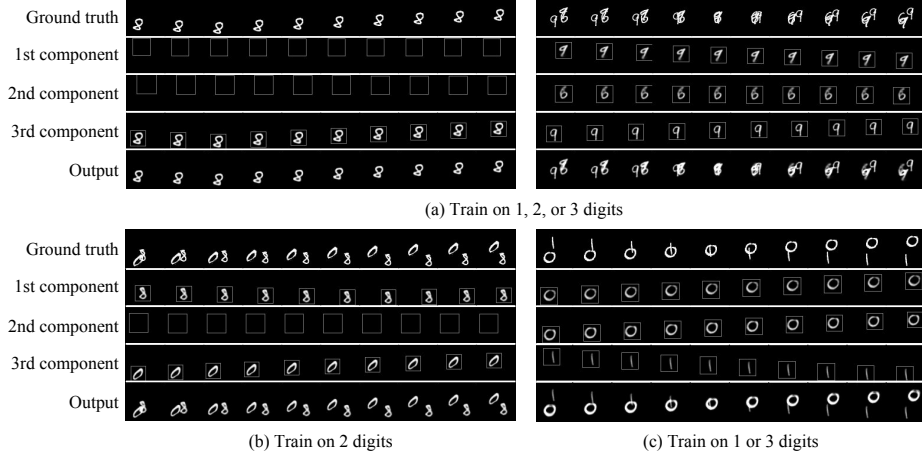 Ground truth
1st component
2nd component
3rd component
Output
(a) Train on 1, 2, or 3 digits
Ground truth
1st component
2nd component
3rd component
Output
(b) Train on 2 digits
(c) Train on 1 or 3 digits